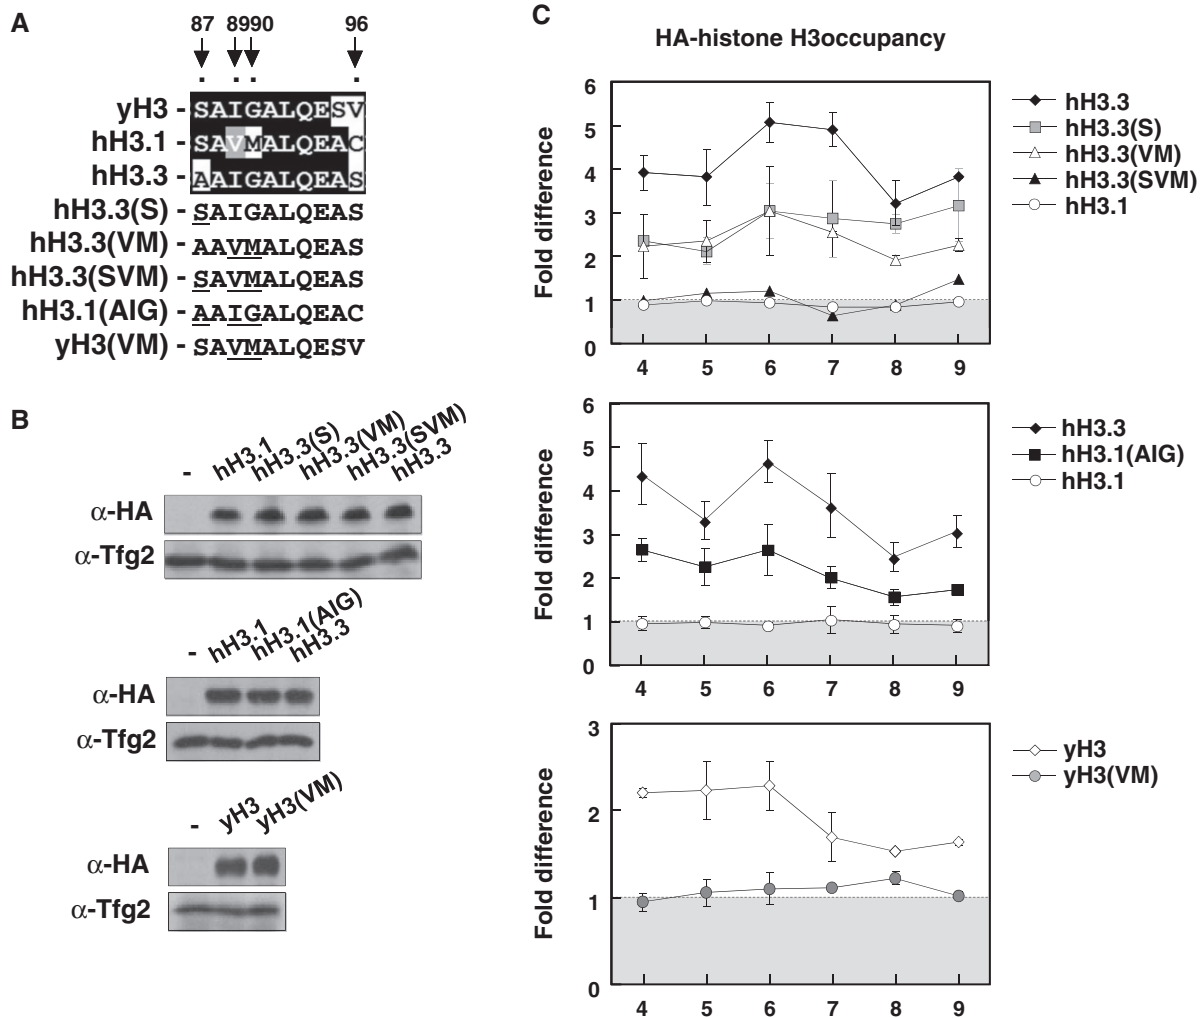 A
87 89 90 96
yH3 - SAIGALQESV
hH3.1 - SAVMALQEAC
hH3.3 - AAIGALQEAS
hH3.3(S) - SAIGALQEAS
hH3.3(VM) - AAVMALQEAS
hH3.3(SVM) - SAVMALQEAS
hH3.1(AIG) - AAIGALQEAC
yH3(VM) - SAVMALQESV
B
- hH3.1 hH3.3(S) hH3.3(VM) hH3.3(SVM) hH3.3
α-HA
α-Tfg2
- hH3.1 hH3.1(AIG) hH3.3
α-HA
α-Tfg2
- yH3 yH3(VM)
α-HA
α-Tfg2
C
HA-histone H3occupancy
Fold difference
6
5
4
3
2
1
0
4 5 6 7 8 9
hH3.3
hH3.3(S)
hH3.3(VM)
hH3.3(SVM)
hH3.1
Fold difference
6
5
4
3
2
1
0
4 5 6 7 8 9
hH3.3
hH3.1(AIG)
hH3.1
Fold difference
3
2
1
0
4 5 6 7 8 9
yH3
yH3(VM)